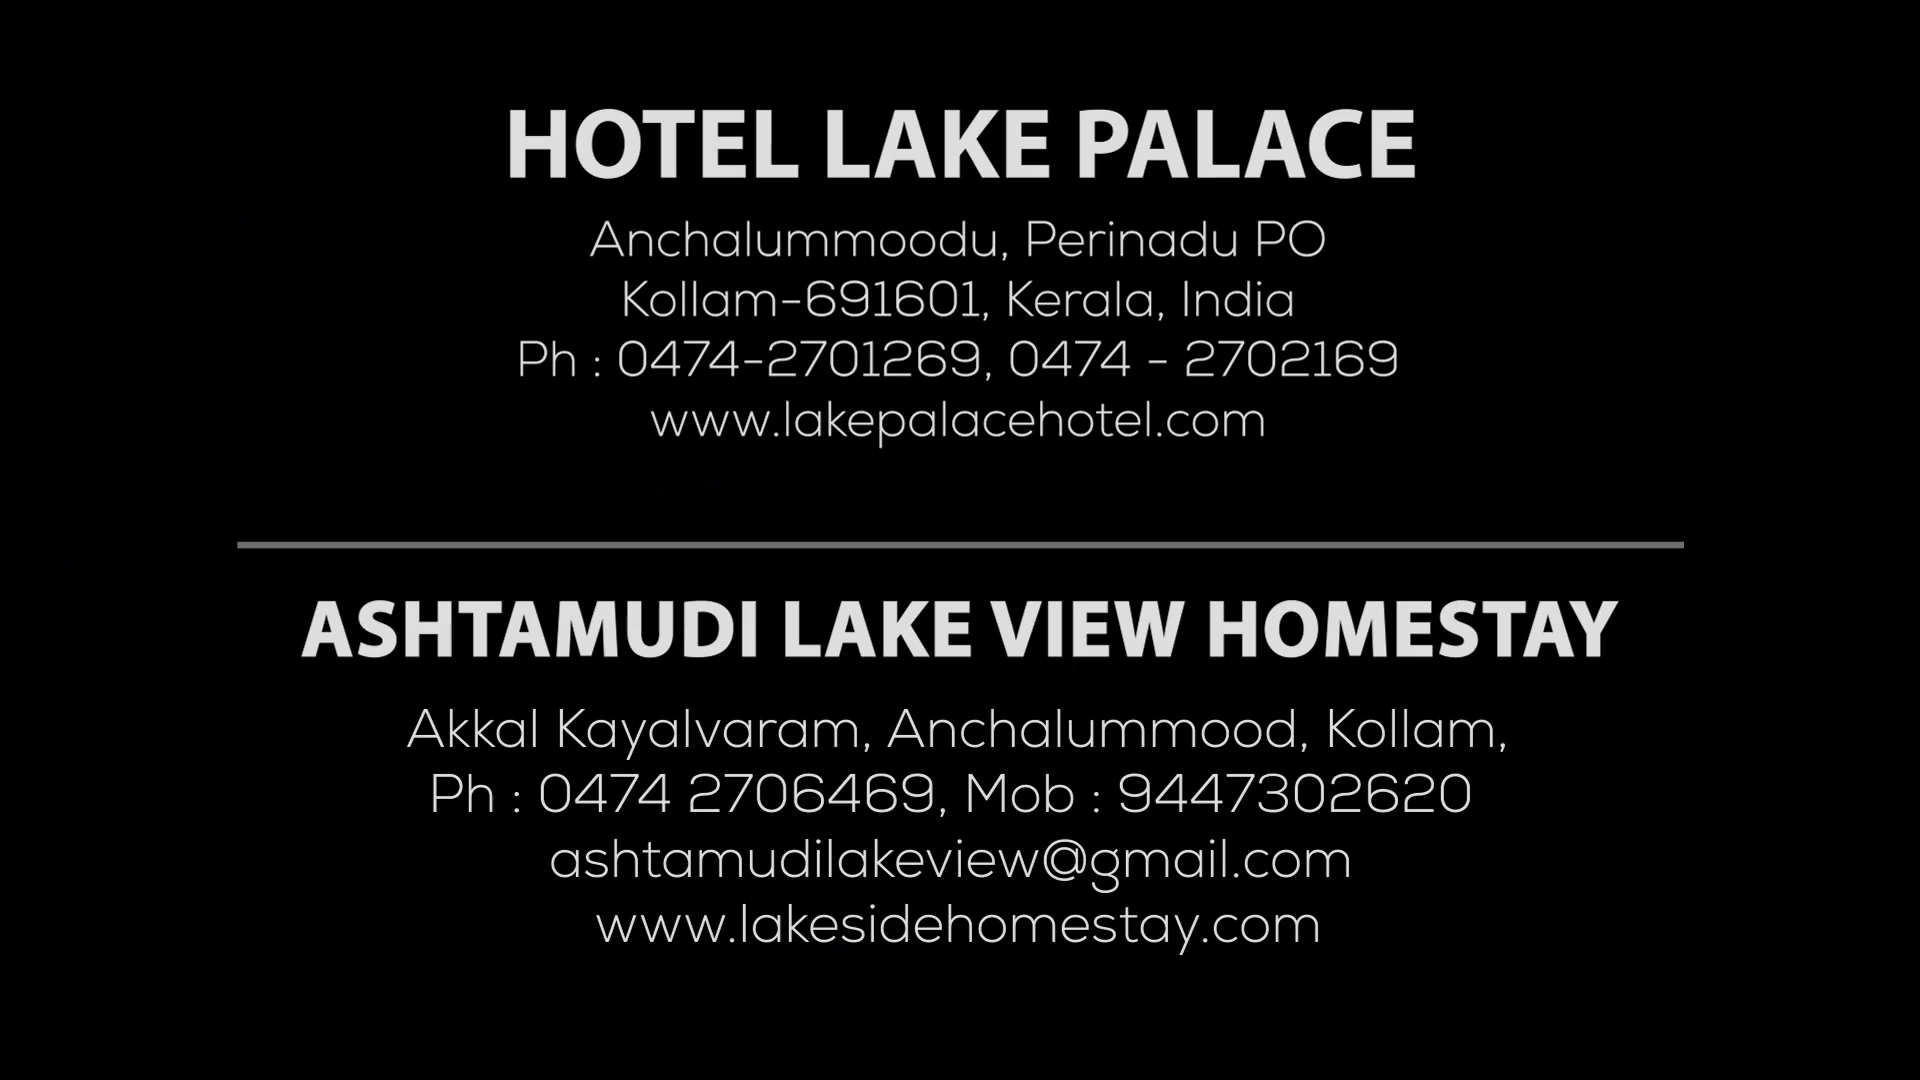 HOTEL LAKE PALACE
Anchalummoodu, Perinadu PO
Kollam-691601, Kerala, India
Ph : 0474-2701269, 0474 - 2702169
www.lakepalacehotel.com
ASHTAMUDI LAKE VIEW HOMESTAY
Akkal Kayalvaram, Anchalummood, Kollam,
Ph : 0474 2706469, Mob : 9447302620
ashtamudilakeview@gmail.com
www.lakesidehomestay.com